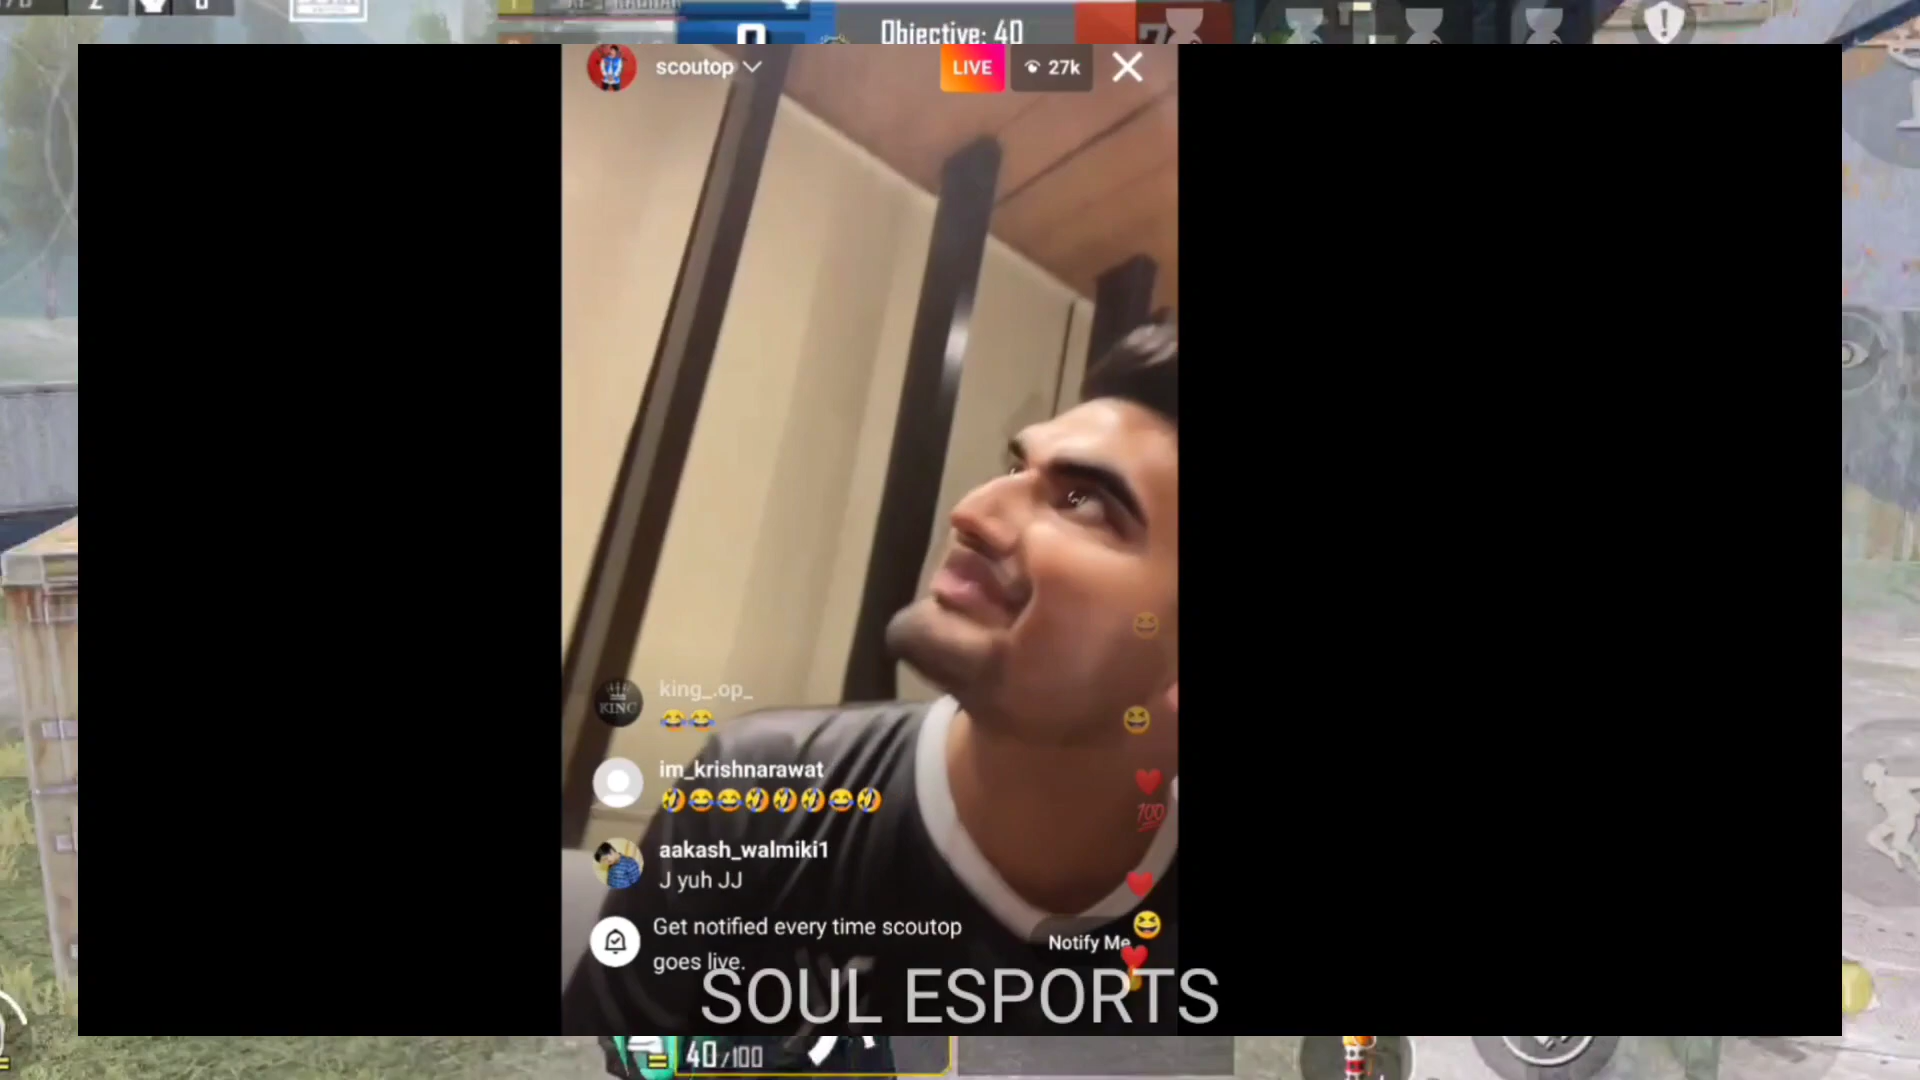 Objective: 40
scoutop
LIVE
27k
king_.op_
😂😂
KING
im_krishnarawat
🤣😂😂🤣🤣🤣😂🤣
aakash_walmiki1
J yuh JJ
Get notified every time scoutop
goes live.
Notify Me
SOUL ESPORTS
40/100